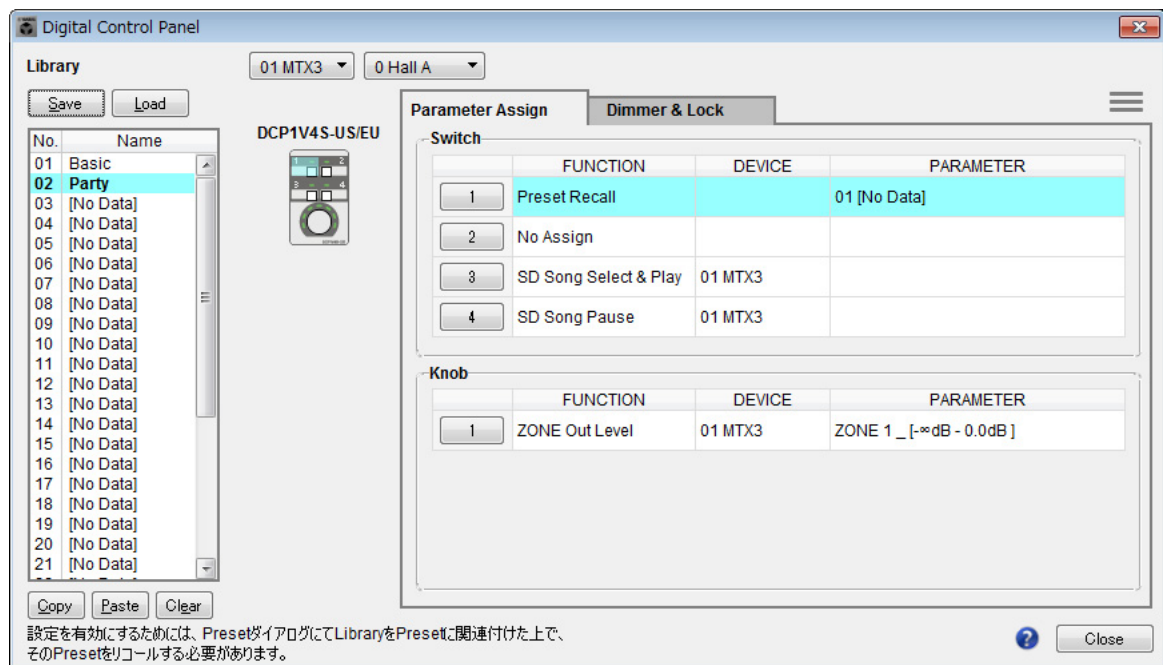 Digital Control Panel
Library
01 MTX3
0 Hall A
Save
Load
No. Name
01 Basic
02 Party
03 [No Data]
04 [No Data]
05 [No Data]
06 [No Data]
07 [No Data]
08 [No Data]
09 [No Data]
10 [No Data]
11 [No Data]
12 [No Data]
13 [No Data]
14 [No Data]
15 [No Data]
16 [No Data]
17 [No Data]
18 [No Data]
19 [No Data]
20 [No Data]
21 [No Data]
Copy
Paste
Clear
DCP1V4S-US/EU
1 2
3 4
Parameter Assign
Dimmer & Lock
Switch
FUNCTION DEVICE PARAMETER
1 Preset Recall 01 [No Data]
2 No Assign
3 SD Song Select & Play 01 MTX3
4 SD Song Pause 01 MTX3
Knob
FUNCTION DEVICE PARAMETER
1 ZONE Out Level 01 MTX3 ZONE 1 _ [-∞dB - 0.0dB ]
設定を有効にするためには、PresetダイアログにてLibraryをPresetに関連付けた上で、
そのPresetをリコールする必要があります。
?
Close